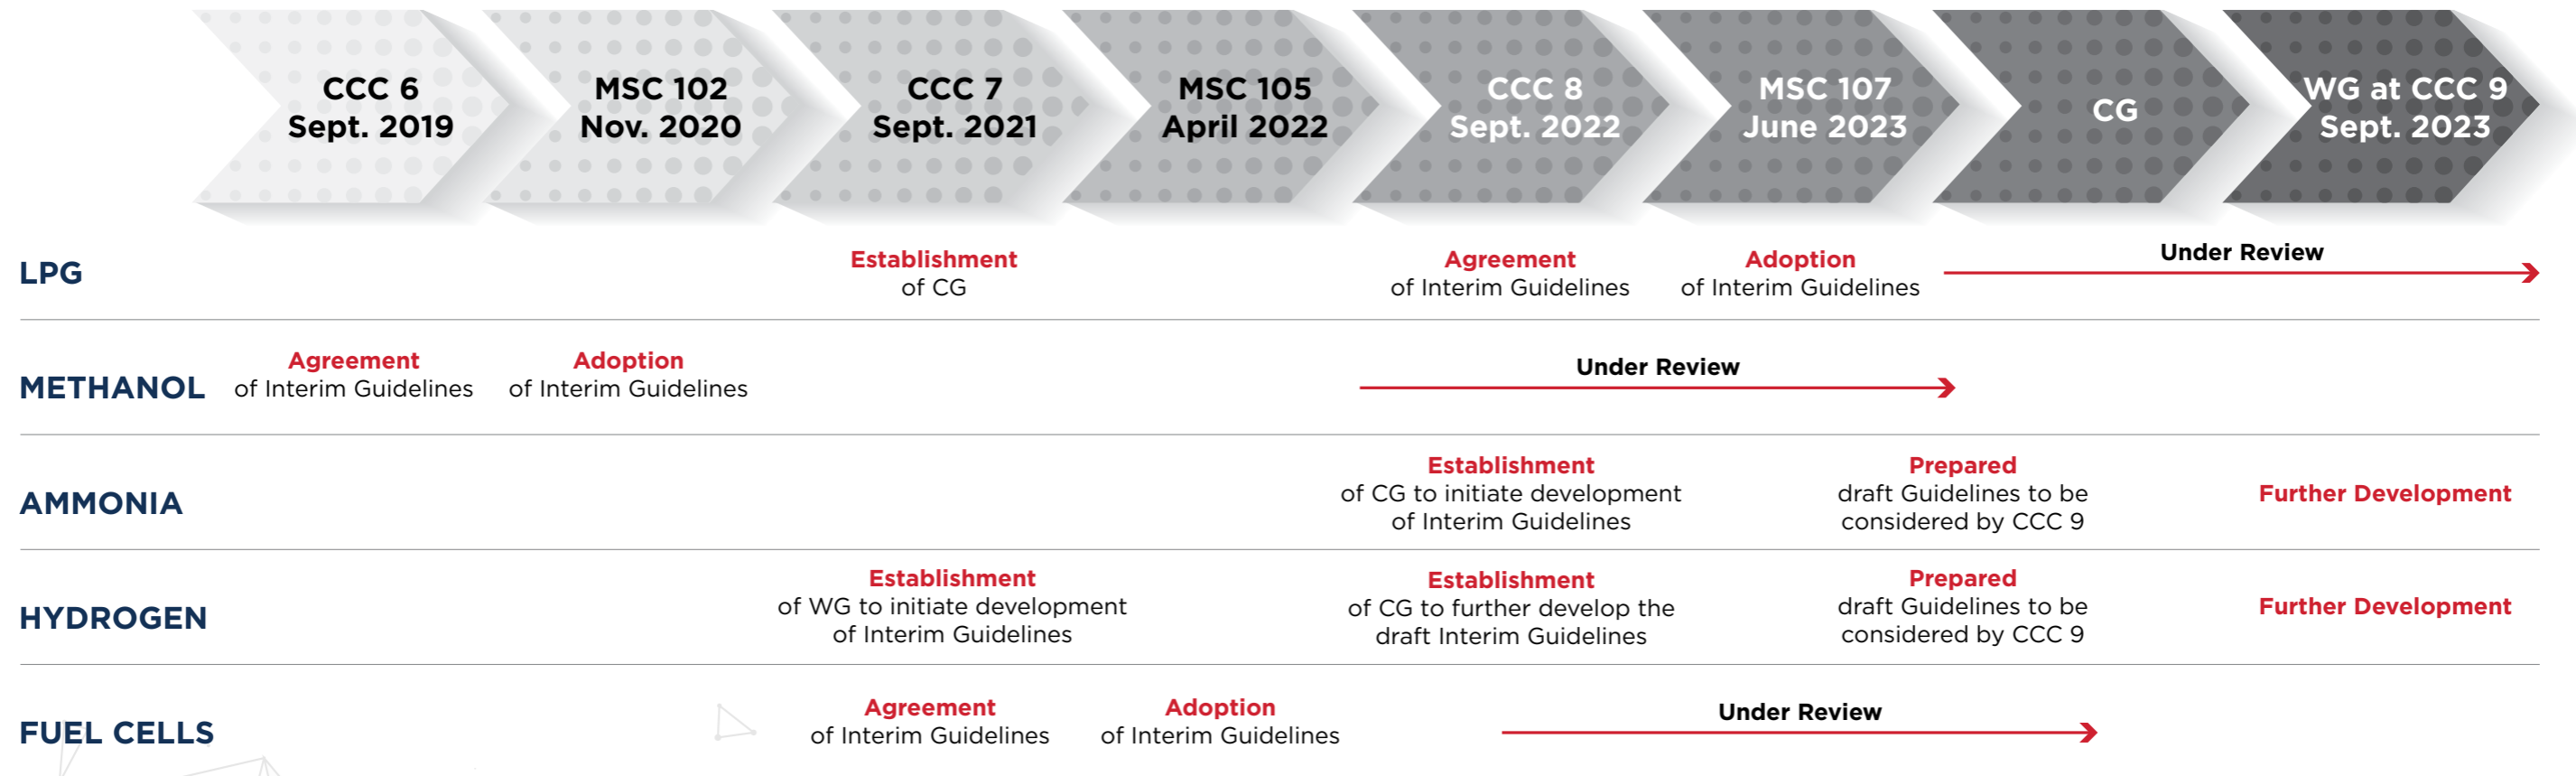 CCC 6
Sept. 2019
MSC 102
Nov. 2020
CCC 7
Sept. 2021
MSC 105
April 2022
CCC 8
Sept. 2022
MSC 107
June 2023
CG
WG at CCC 9
Sept. 2023
LPG
Establishment
of CG
Agreement
of Interim Guidelines
Adoption
of Interim Guidelines
Under Review
METHANOL
Agreement
of Interim Guidelines
Adoption
of Interim Guidelines
Under Review
AMMONIA
Establishment
of CG to initiate development
of Interim Guidelines
Prepared
draft Guidelines to be
considered by CCC 9
Further Development
HYDROGEN
Establishment
of WG to initiate development
of Interim Guidelines
Establishment
of CG to further develop the
draft Interim Guidelines
Prepared
draft Guidelines to be
considered by CCC 9
Further Development
FUEL CELLS
Agreement
of Interim Guidelines
Adoption
of Interim Guidelines
Under Review